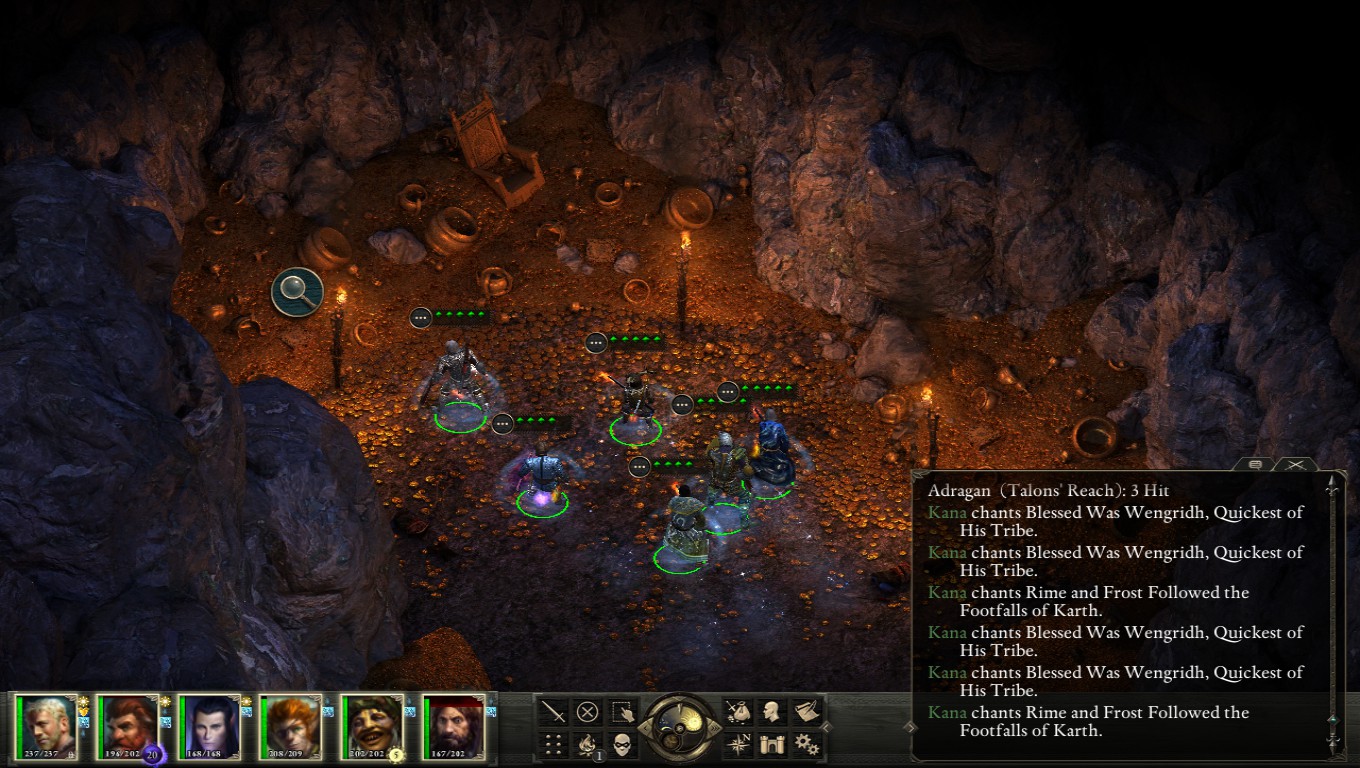 Adragan (Talons' Reach): 3 Hit
Kana chants Blessed Was Wengridh, Quickest of
His Tribe.
Kana chants Blessed Was Wengridh, Quickest of
His Tribe.
Kana chants Rime and Frost Followed the
Footfalls of Karth.
Kana chants Blessed Was Wengridh, Quickest of
His Tribe.
Kana chants Blessed Was Wengridh, Quickest of
His Tribe.
Kana chants Rime and Frost Followed the
Footfalls of Karth.
237/237 196/202 20 168/168 208/209 202/202 5 167/202 1
N